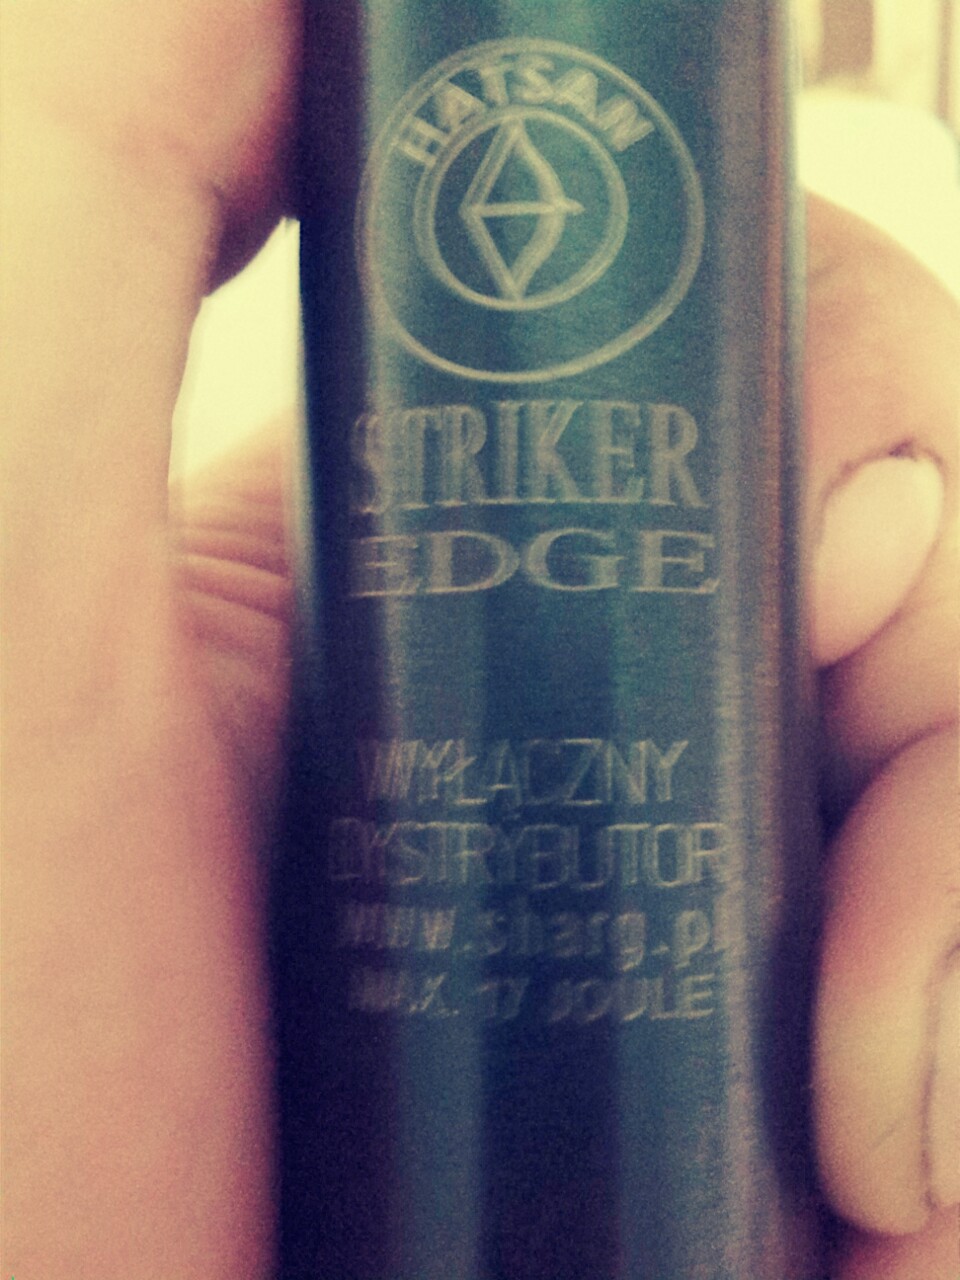 HATSAN
STRIKER
EDGE
WYŁĄCZNY
DYSTRYBUTOR
www.sharg.pl
MAX. 17 JOULE